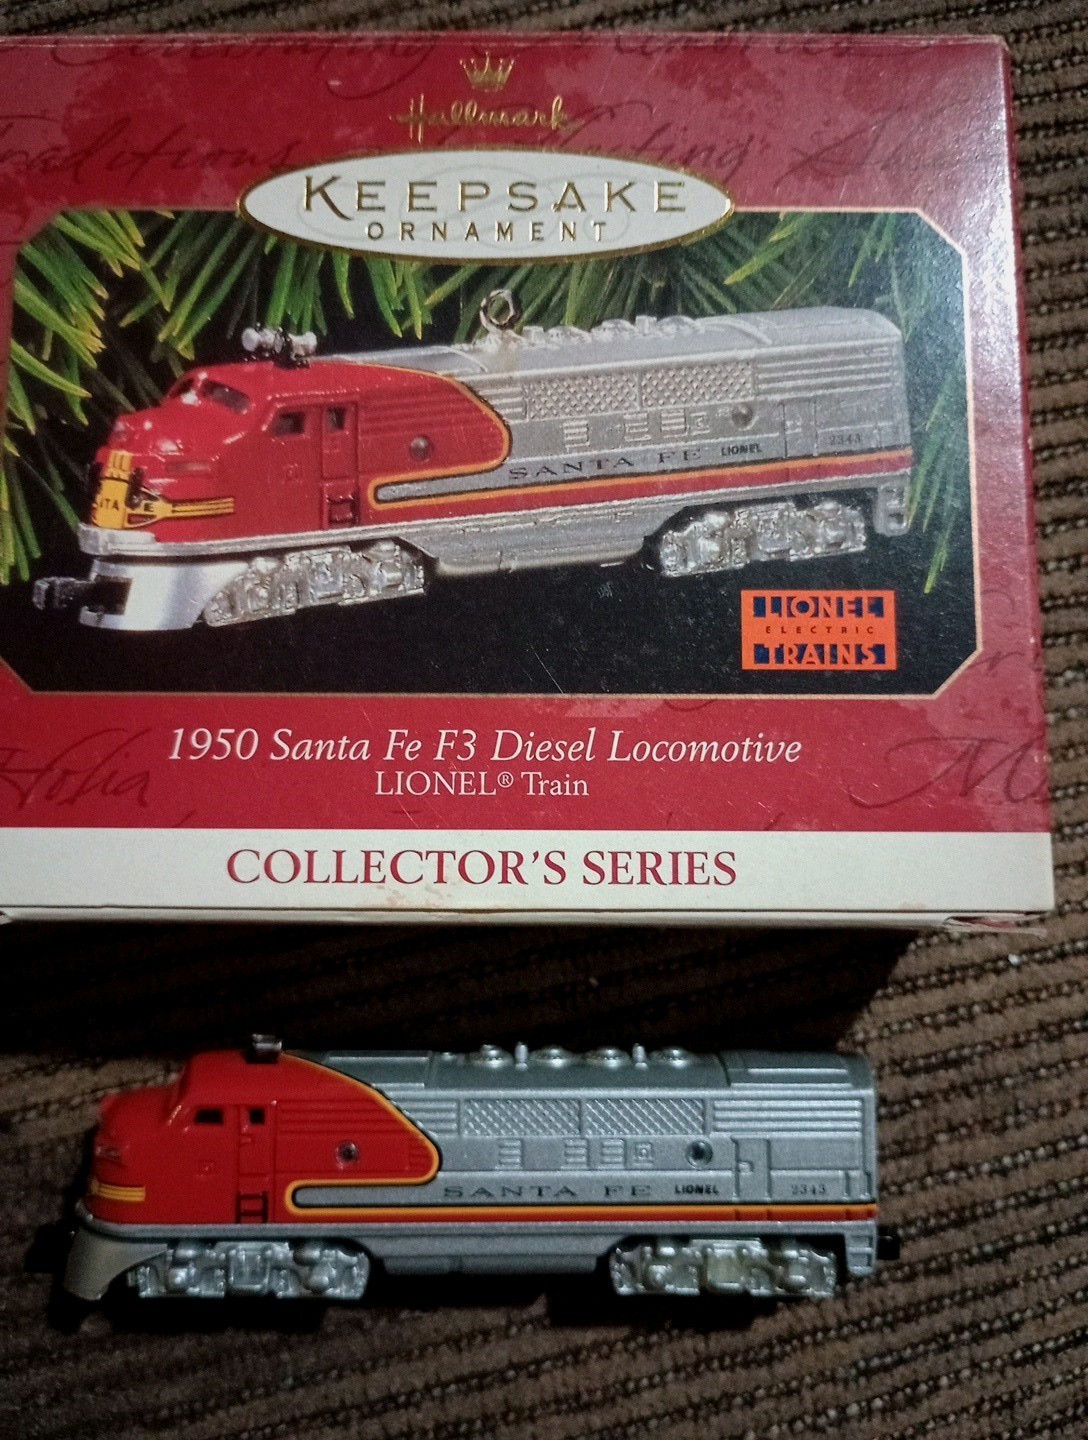 Hallmark
KEEPSAKE
ORNAMENT
SANTA FE LIONEL 2343
LIONEL
ELECTRIC
TRAINS
1950 Santa Fe F3 Diesel Locomotive
LIONEL® Train
COLLECTOR'S SERIES
SANTA FE LIONEL 2343